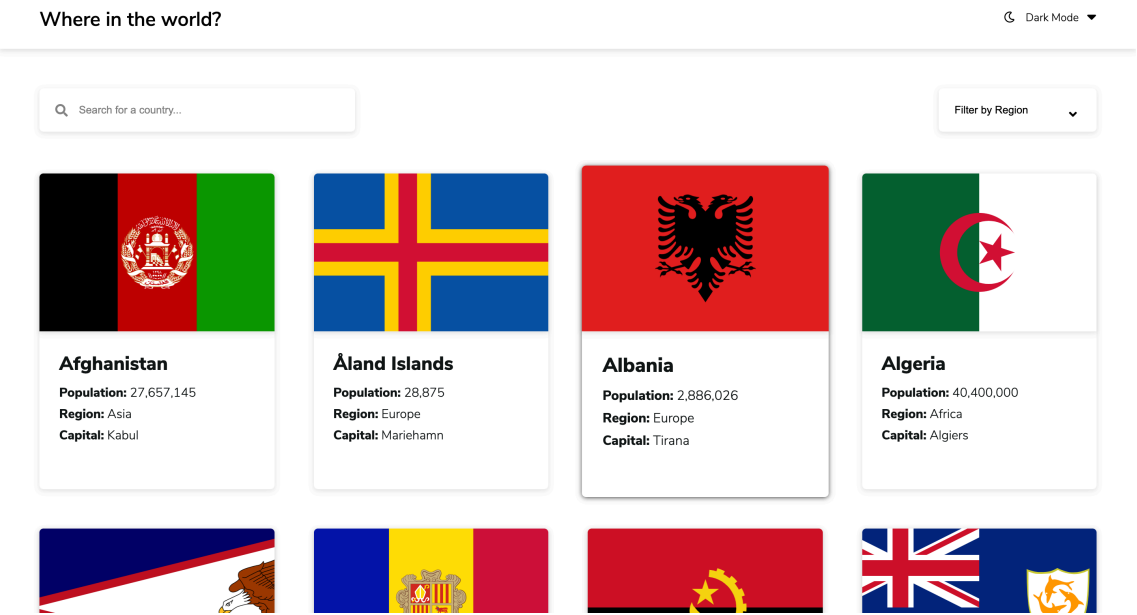 Where in the world?
Dark Mode
Search for a country...
Filter by Region
Afghanistan
Population: 27,657,145
Region: Asia
Capital: Kabul
Åland Islands
Population: 28,875
Region: Europe
Capital: Mariehamn
Albania
Population: 2,886,026
Region: Europe
Capital: Tirana
Algeria
Population: 40,400,000
Region: Africa
Capital: Algiers